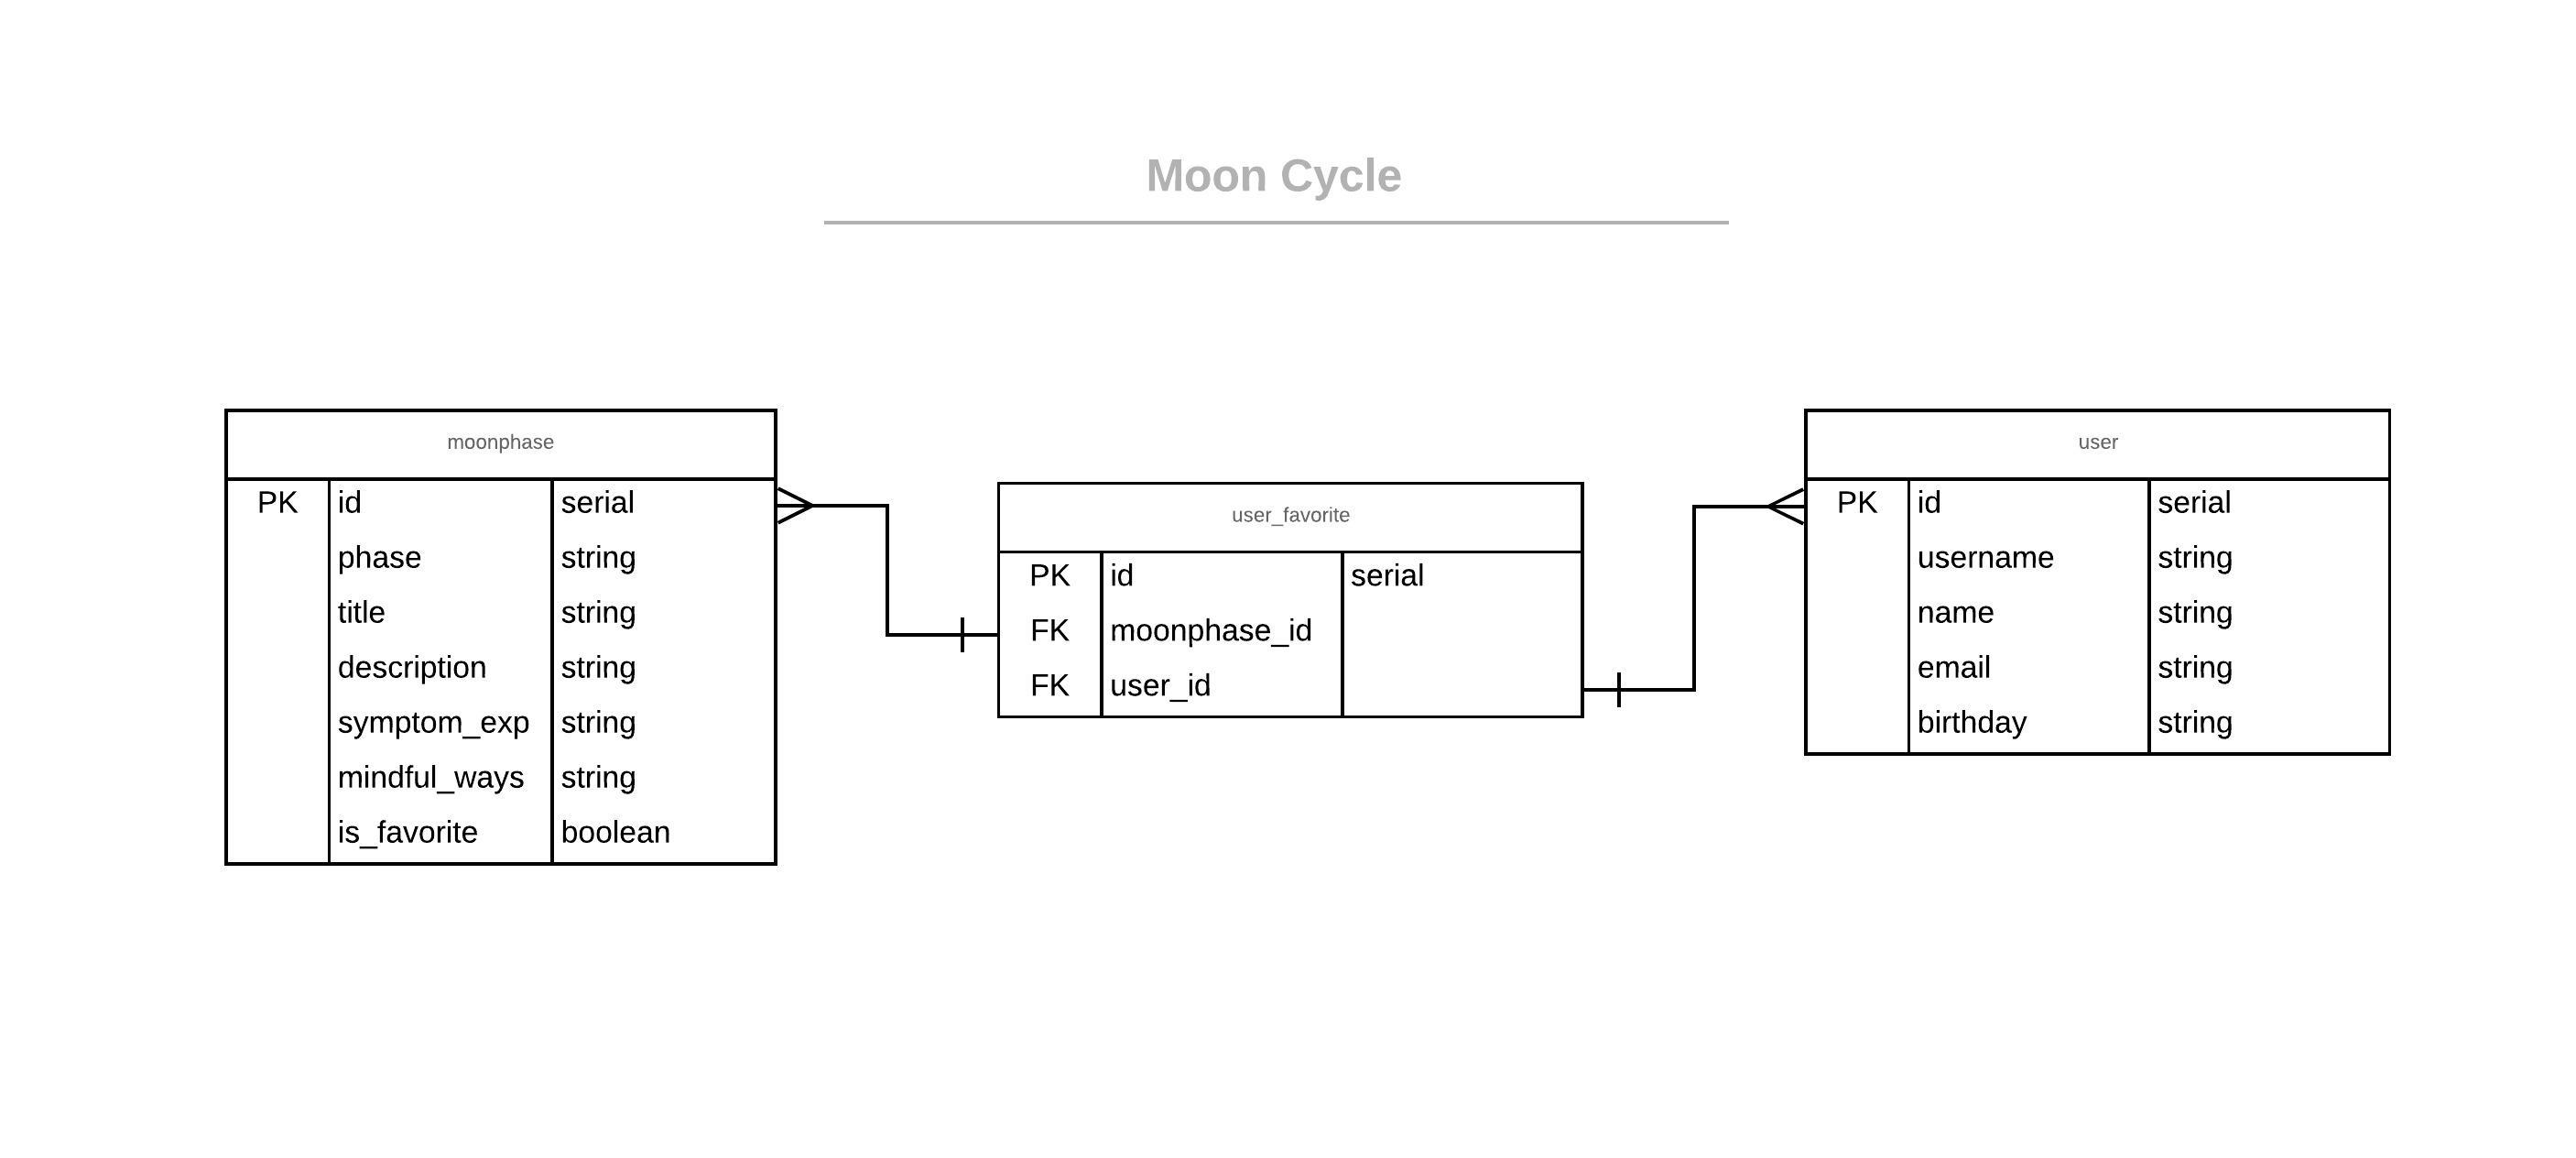 Moon Cycle
moonphase
PK id serial
phase string
title string
description string
symptom_exp string
mindful_ways string
is_favorite boolean
user_favorite
PK id serial
FK moonphase_id
FK user_id
user
PK id serial
username string
name string
email string
birthday string